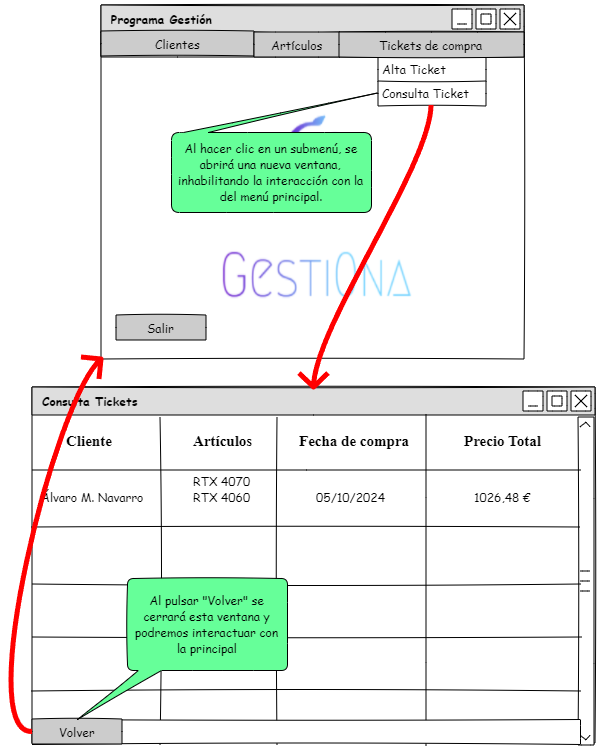 Programa Gestión
Clientes
Artículos
Tickets de compra
Alta Ticket
Consulta Ticket
Al hacer clic en un submenú, se
abrirá una nueva ventana,
inhabilitando la interacción con la
del menú principal.
GestiOna
Salir
Consulta Tickets
Cliente
Artículos
Fecha de compra
Precio Total
Álvaro M. Navarro
RTX 4070
RTX 4060
05/10/2024
1026,48 €
Al pulsar "Volver" se
cerrará esta ventana y
podremos interactuar con
la principal
Volver